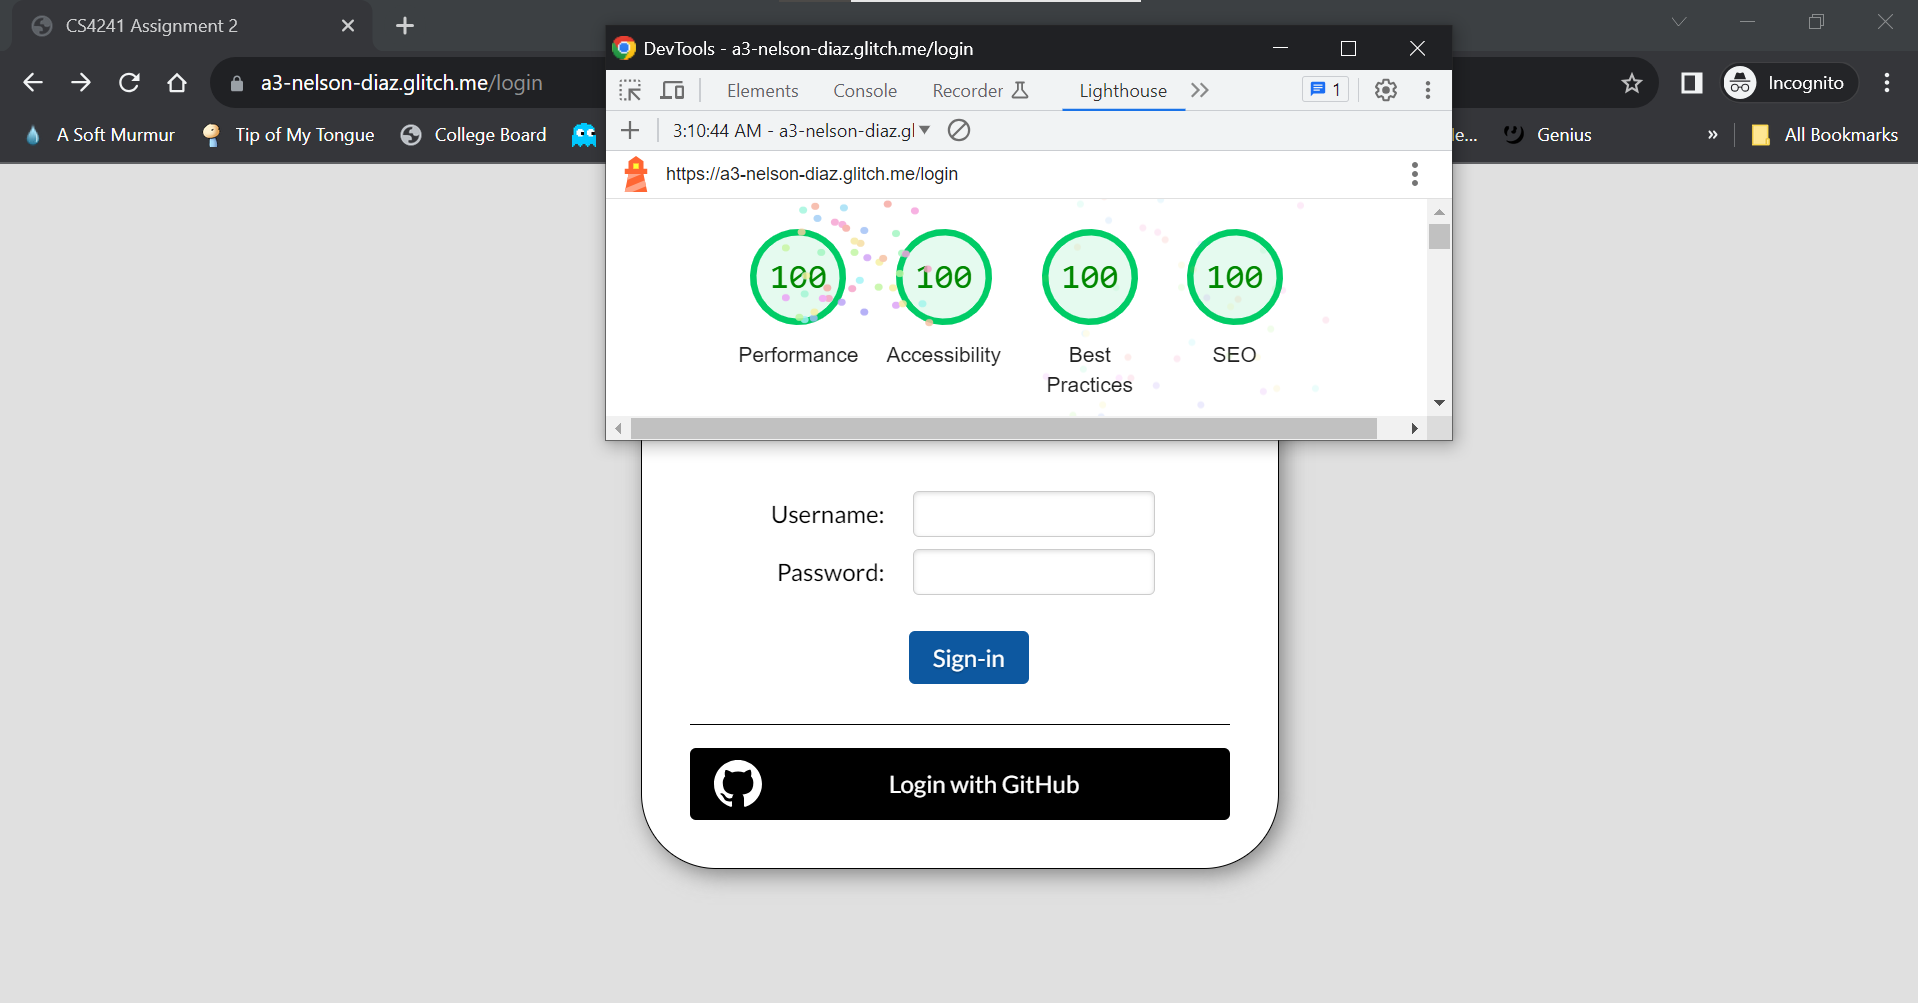 CS4241 Assignment 2
a3-nelson-diaz.glitch.me/login
Incognito
A Soft Murmur
Tip of My Tongue
College Board
le...
Genius
»
All Bookmarks
DevTools - a3-nelson-diaz.glitch.me/login
Elements
Console
Recorder
Lighthouse
1
3:10:44 AM - a3-nelson-diaz.gl
https://a3-nelson-diaz.glitch.me/login
100
100
100
100
Performance
Accessibility
Best
Practices
SEO
Username:
Password:
Sign-in
Login with GitHub